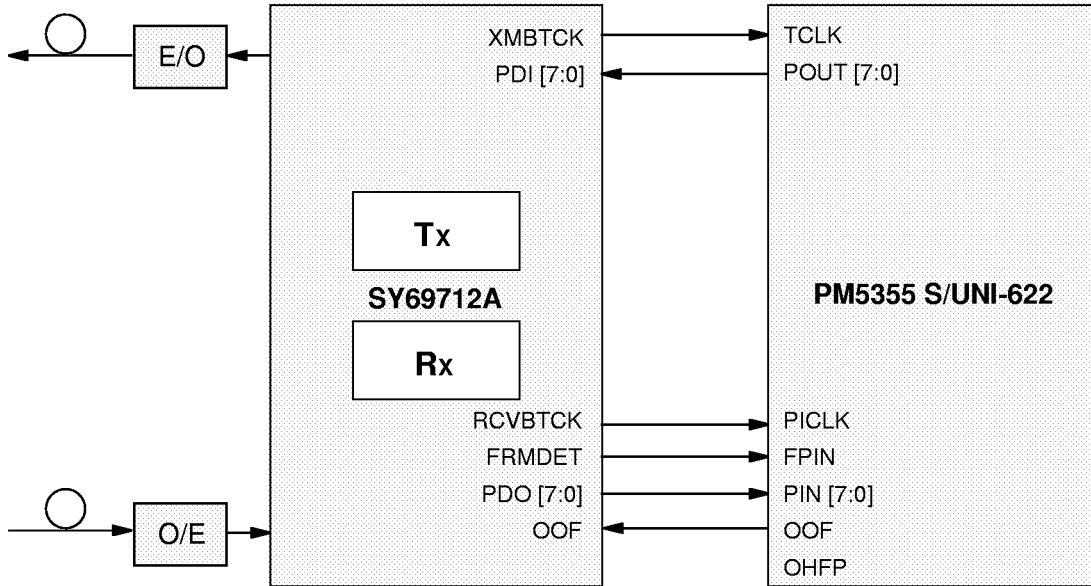 E/O
XMBTCK
TCLK
PDI [7:0]
POUT [7:0]
Tx
SY69712A
PM5355 S/UNI-622
Rx
RCVBTCK
PICLK
FRMDET
FPIN
PDO [7:0]
PIN [7:0]
O/E
OOF
OOF
OHFP